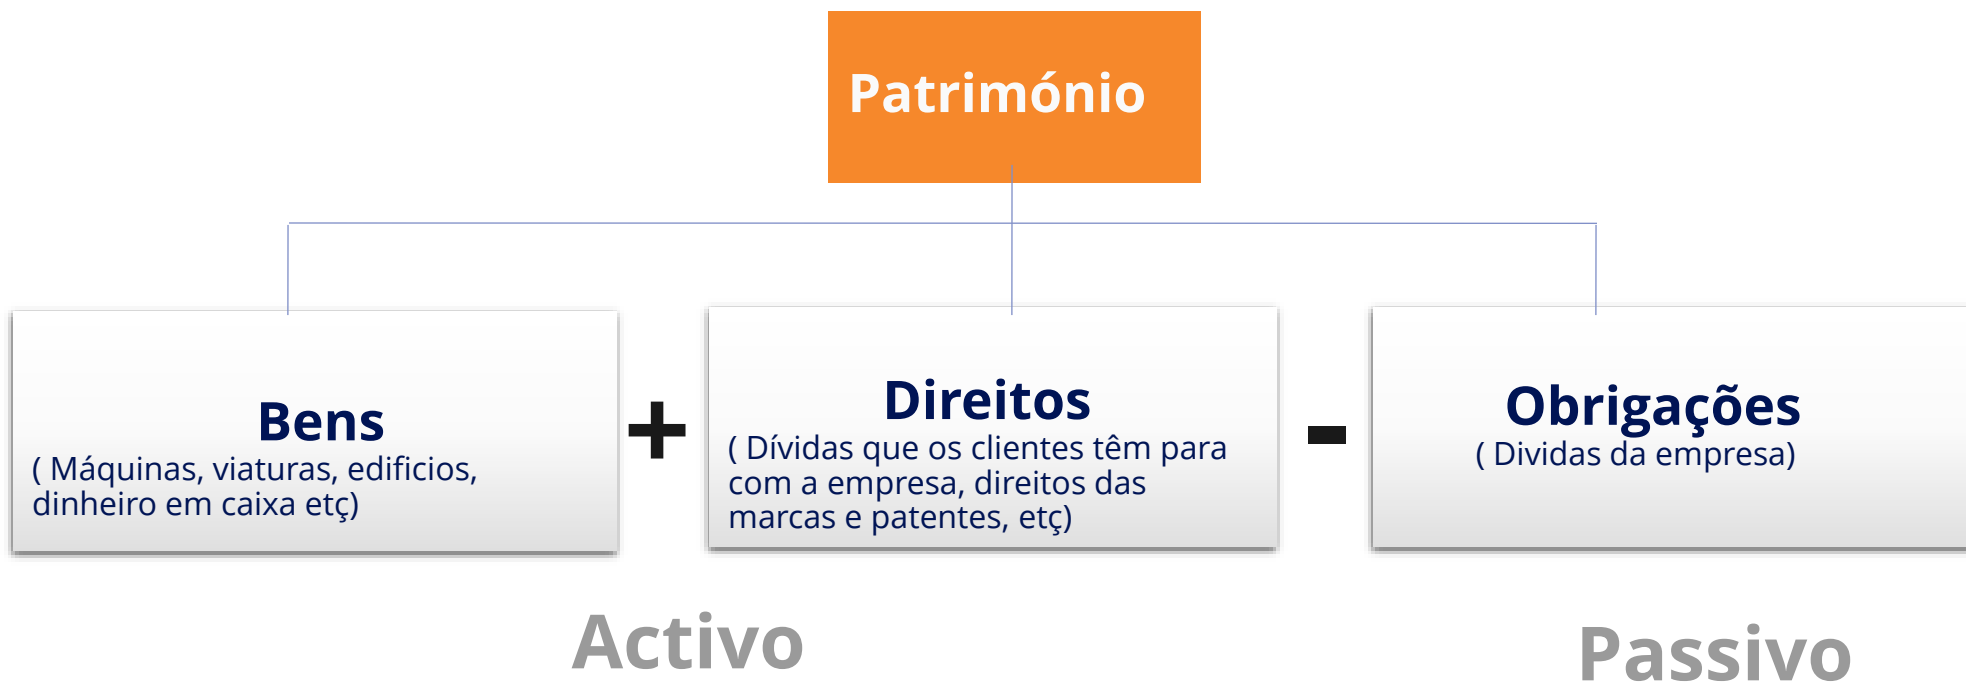 Património
Bens
( Máquinas, viaturas, edificios,
dinheiro em caixa etç)
+
Direitos
( Dívidas que os clientes têm para
com a empresa, direitos das
marcas e patentes, etç)
-
Obrigações
( Dividas da empresa)
Activo
Passivo